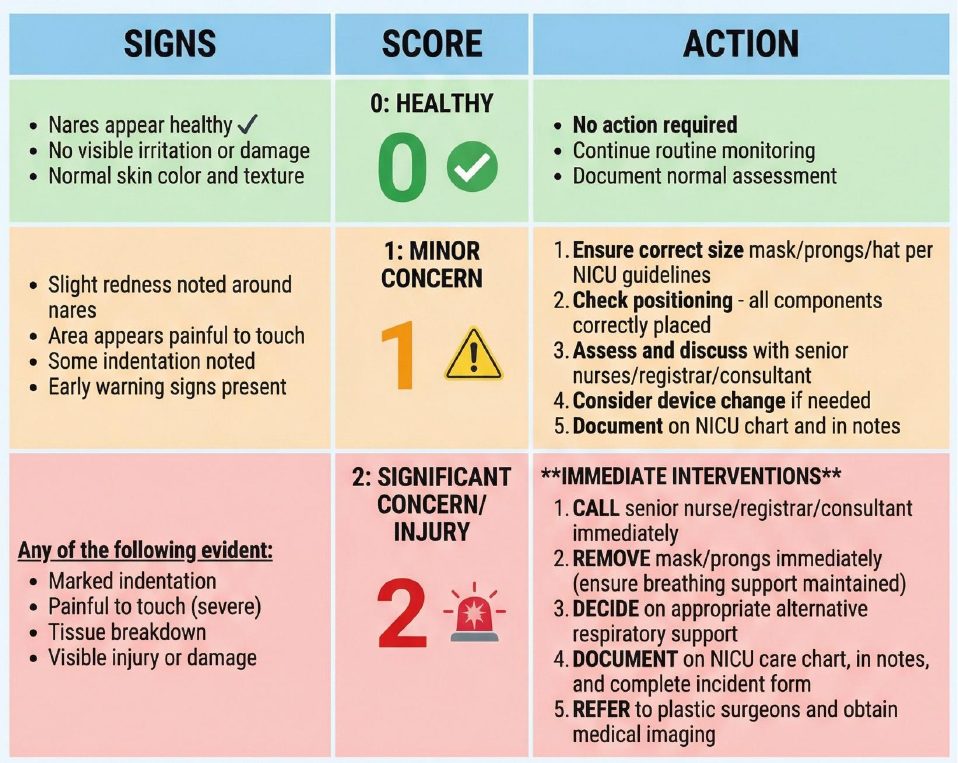 SIGNS
SCORE
ACTION
• Nares appear healthy ✓
• No visible irritation or damage
• Normal skin color and texture
0: HEALTHY
0
• No action required
• Continue routine monitoring
• Document normal assessment
• Slight redness noted around
nares
• Area appears painful to touch
• Some indentation noted
• Early warning signs present
1: MINOR
CONCERN
1
1. Ensure correct size mask/prongs/hat per
NICU guidelines
2. Check positioning - all components
correctly placed
3. Assess and discuss with senior
nurses/registrar/consultant
4. Consider device change if needed
5. Document on NICU chart and in notes
Any of the following evident:
• Marked indentation
• Painful to touch (severe)
• Tissue breakdown
• Visible injury or damage
2: SIGNIFICANT
CONCERN/
INJURY
2
**IMMEDIATE INTERVENTIONS**
1. CALL senior nurse/registrar/consultant
immediately
2. REMOVE mask/prongs immediately
(ensure breathing support maintained)
3. DECIDE on appropriate alternative
respiratory support
4. DOCUMENT on NICU care chart, in notes,
and complete incident form
5. REFER to plastic surgeons and obtain
medical imaging